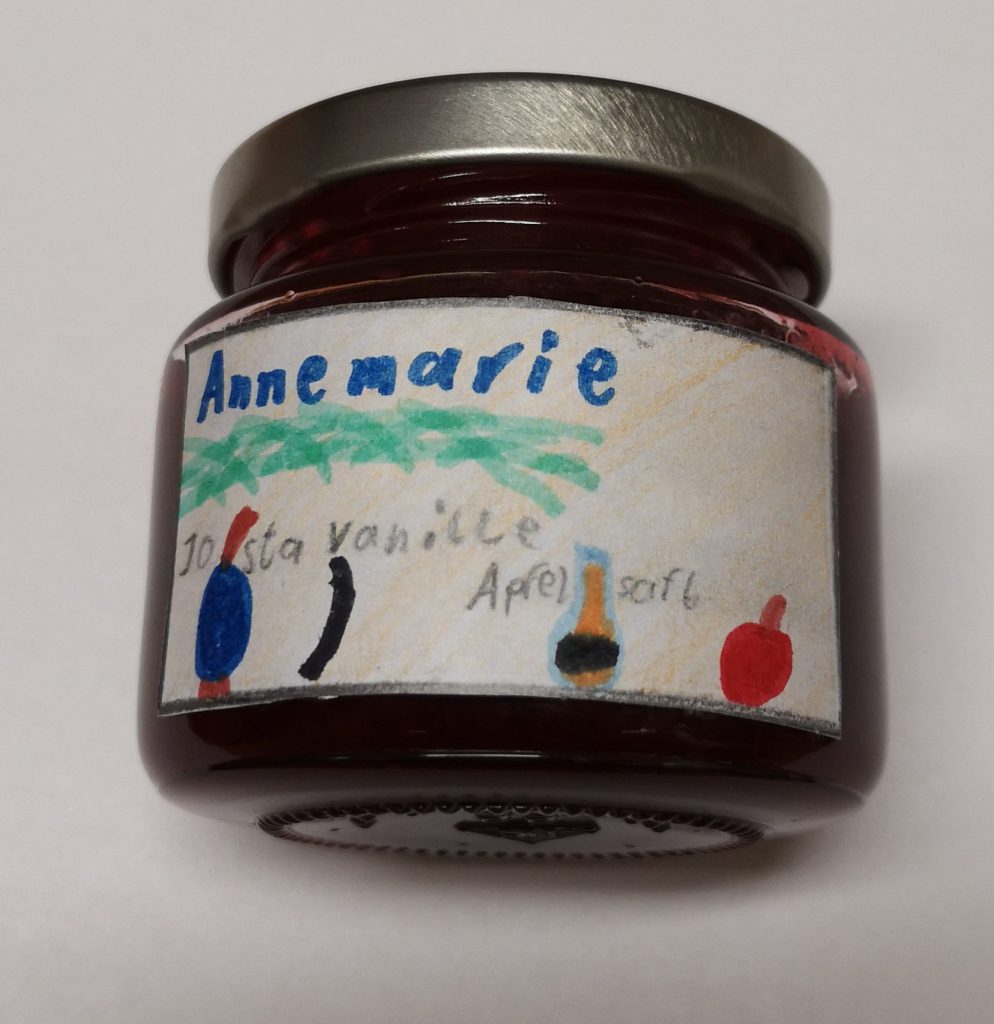 Annemarie
Josta vanille
Apfel saft